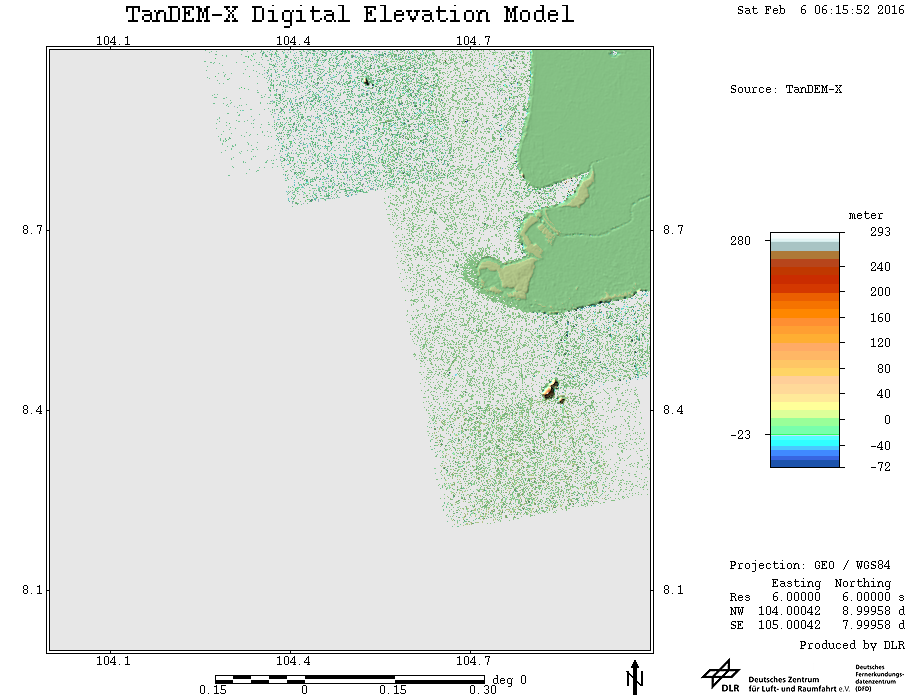 TanDEM-X Digital Elevation Model
Sat Feb  6 06:15:52 2016
104.1 104.4 104.7
Source: TanDEM-X
8.7 8.7
8.4 8.4
8.1 8.1
104.1 104.4 104.7
meter
280 293
240
200
160
120
80
40
-23 0
-40
-72
Projection: GEO / WGS84
Easting Northing
Res 6.00000 6.00000 s
NW 104.00042 8.99958 d
SE 105.00042 7.99958 d
Produced by DLR
deg 0
0.15 0 0.15 0.30
N
DLR
Deutsches Zentrum
für Luft- und Raumfahrt e.V.
Deutsches
Fernerkundungs-
datenzentrum
(DFD)